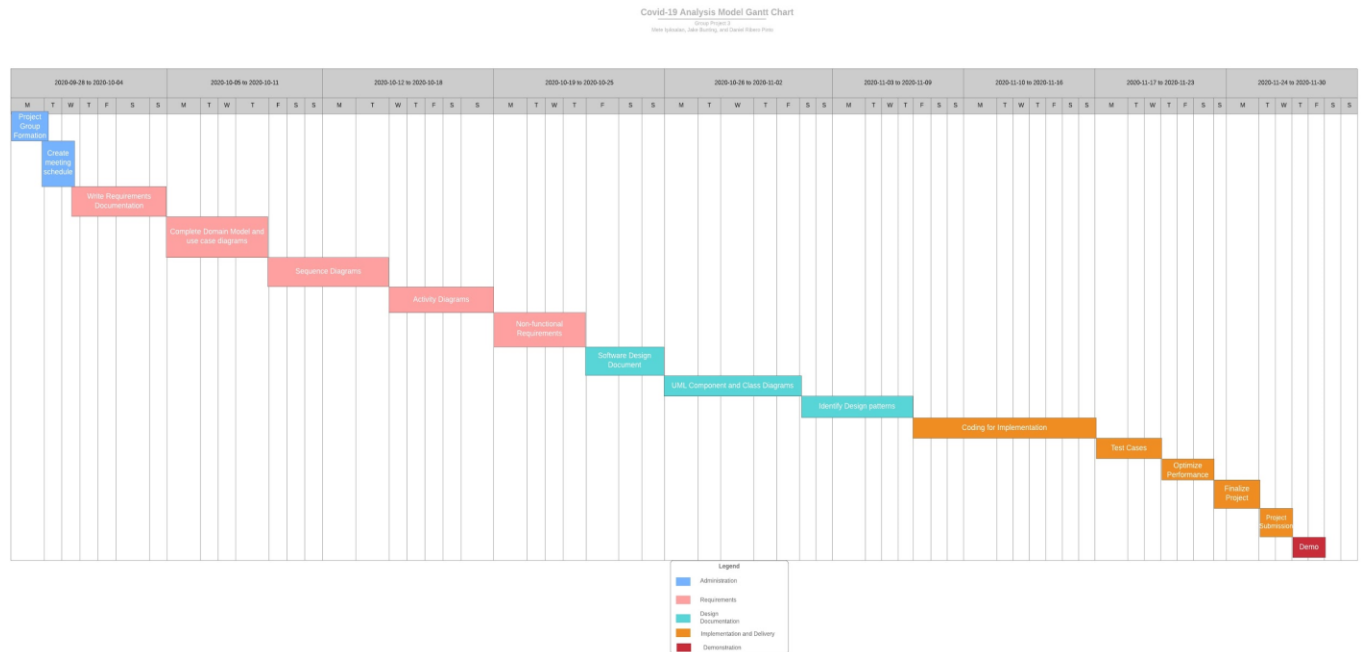 Covid-19 Analysis Model Gantt Chart
Group Project 2
2020-09-28 to 2020-10-04 2020-10-05 to 2020-10-11 2020-10-12 to 2020-10-18 2020-10-19 to 2020-10-25 2020-10-26 to 2020-11-02 2020-11-03 to 2020-11-09 2020-11-10 to 2020-11-16 2020-11-17 to 2020-11-23 2020-11-24 to 2020-11-30
M T W T F S S M T W T F S S M T W T F S S M T W T F S S M T W T F S S M T W T F S S M T W T F S S M T W T F S S M T W T F S S
Project
Group
Formation
Create
meeting
schedule
Write Requirements
Documentation
Complete Domain Model and
use case diagrams
Sequence Diagrams
Activity Diagrams
Non-functional
Requirements
Software Design
Document
UML Component and Class Diagrams
Identify Design patterns
Coding for Implementation
Test Cases
Optimize
Performance
Finalize
Project
Project
Submission
Demo
Legend
Administration
Requirements
Design
Documentation
Implementation and Delivery
Demonstration